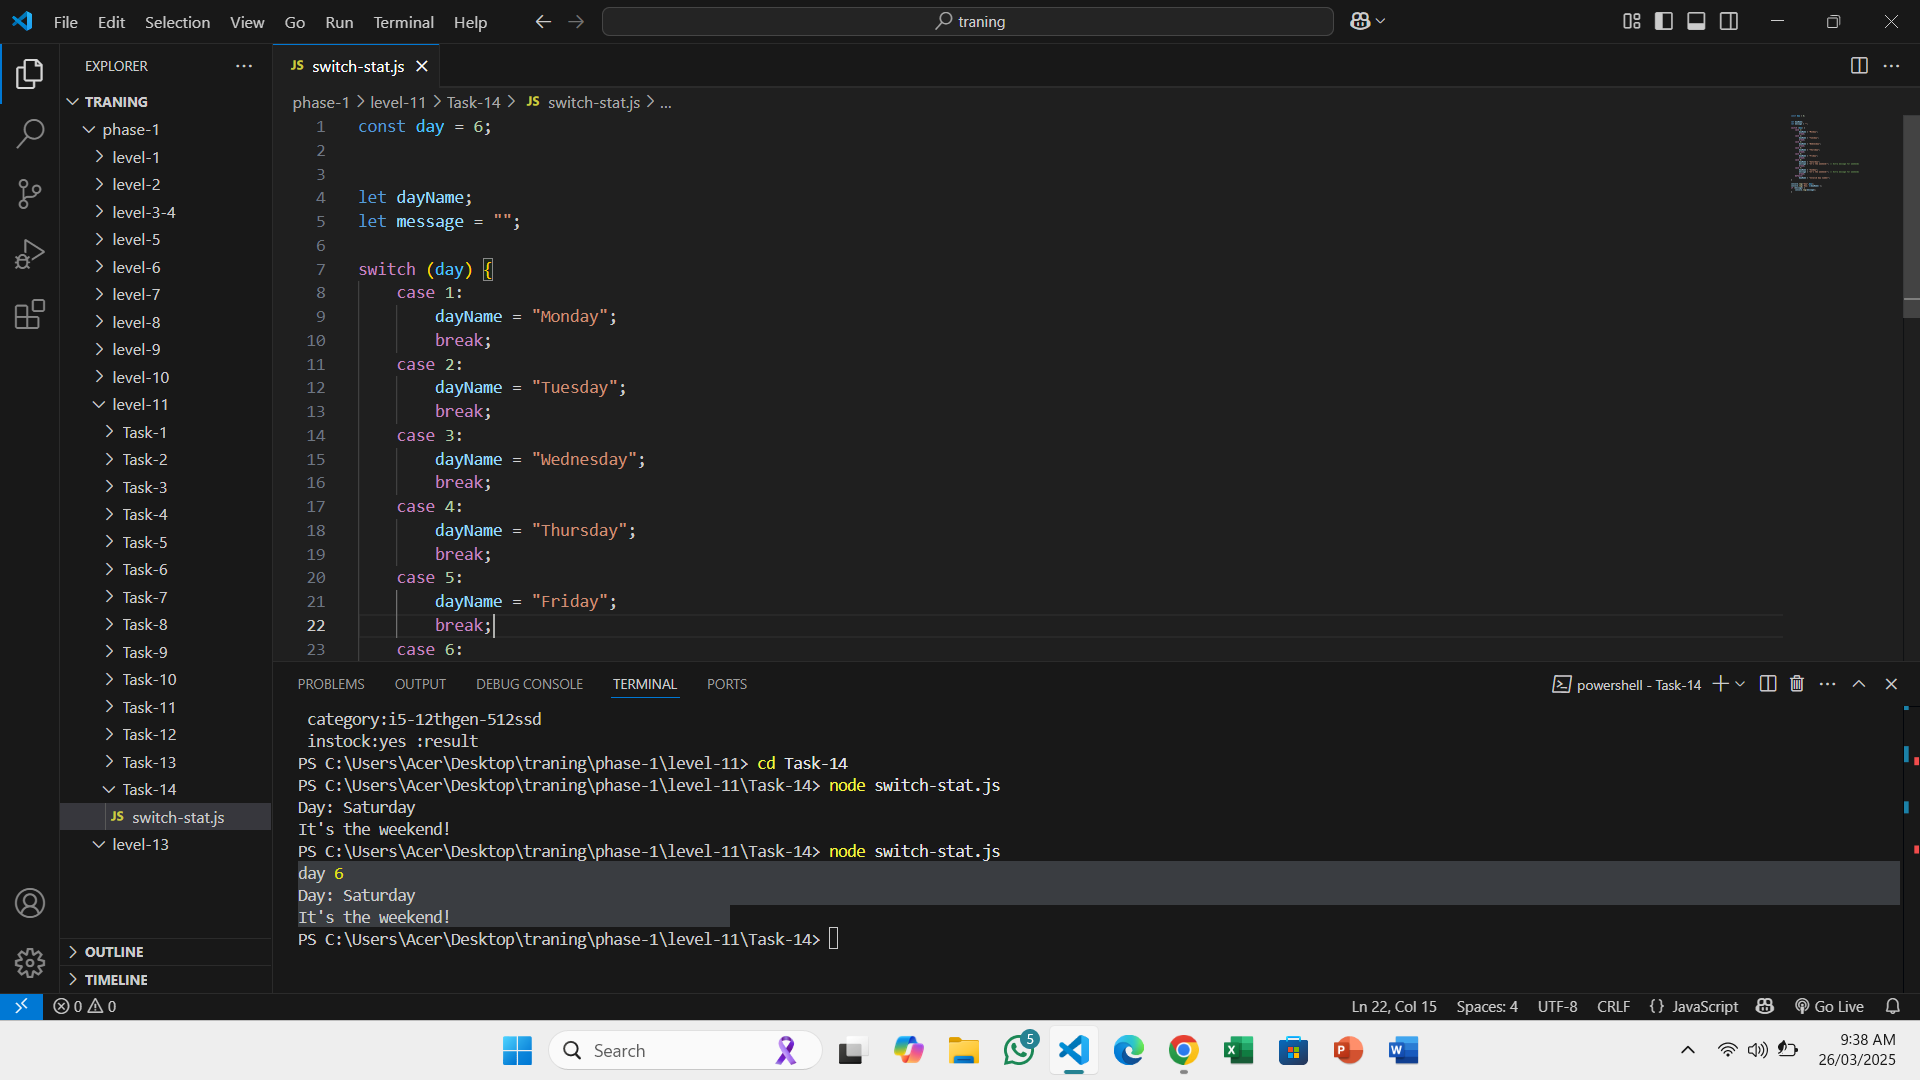 File Edit Selection View Go Run Terminal Help
traning
EXPLORER
TRANING
phase-1
level-1
level-2
level-3-4
level-5
level-6
level-7
level-8
level-9
level-10
level-11
Task-1
Task-2
Task-3
Task-4
Task-5
Task-6
Task-7
Task-8
Task-9
Task-10
Task-11
Task-12
Task-13
Task-14
JS switch-stat.js
level-13
OUTLINE
TIMELINE
JS switch-stat.js
phase-1 > level-11 > Task-14 > JS switch-stat.js > ...
1 const day = 6;
2
3
4 let dayName;
5 let message = "";
6
7 switch (day) {
8 case 1:
9 dayName = "Monday";
10 break;
11 case 2:
12 dayName = "Tuesday";
13 break;
14 case 3:
15 dayName = "Wednesday";
16 break;
17 case 4:
18 dayName = "Thursday";
19 break;
20 case 5:
21 dayName = "Friday";
22 break;
23 case 6:
PROBLEMS OUTPUT DEBUG CONSOLE TERMINAL PORTS
powershell - Task-14
category:i5-12thgen-512ssd
instock:yes :result
PS C:\Users\Acer\Desktop\traning\phase-1\level-11> cd Task-14
PS C:\Users\Acer\Desktop\traning\phase-1\level-11\Task-14> node switch-stat.js
Day: Saturday
It's the weekend!
PS C:\Users\Acer\Desktop\traning\phase-1\level-11\Task-14> node switch-stat.js
day 6
Day: Saturday
It's the weekend!
PS C:\Users\Acer\Desktop\traning\phase-1\level-11\Task-14>
0 0
Ln 22, Col 15 Spaces: 4 UTF-8 CRLF {} JavaScript Go Live
Search
5
9:38 AM
26/03/2025